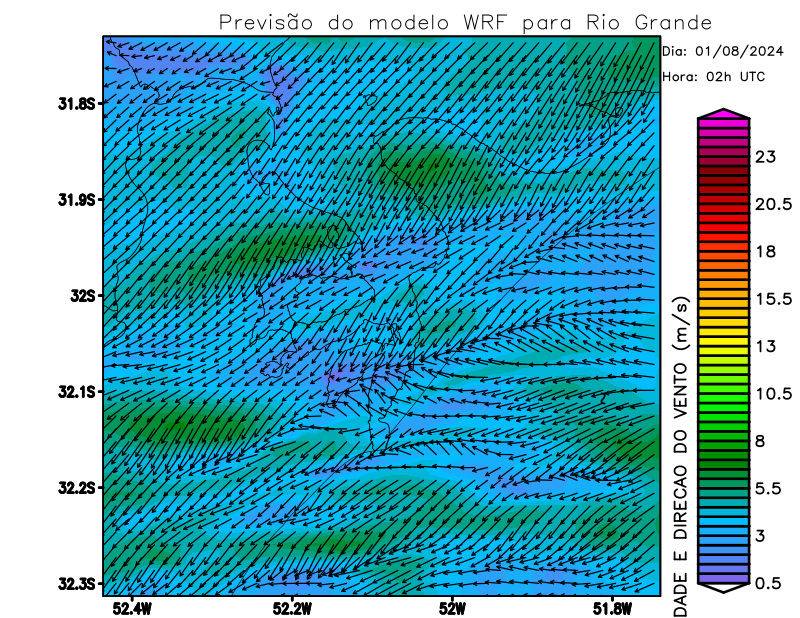 Previsão do modelo WRF para Rio Grande
Dia: 01/08/2024
Hora: 02h UTC
31.8S
31.9S
32S
32.1S
32.2S
32.3S
52.4W
52.2W
52W
51.8W
23
20.5
18
15.5
13
10.5
8
5.5
3
0.5
DADE E DIRECAO DO VENTO (m/s)